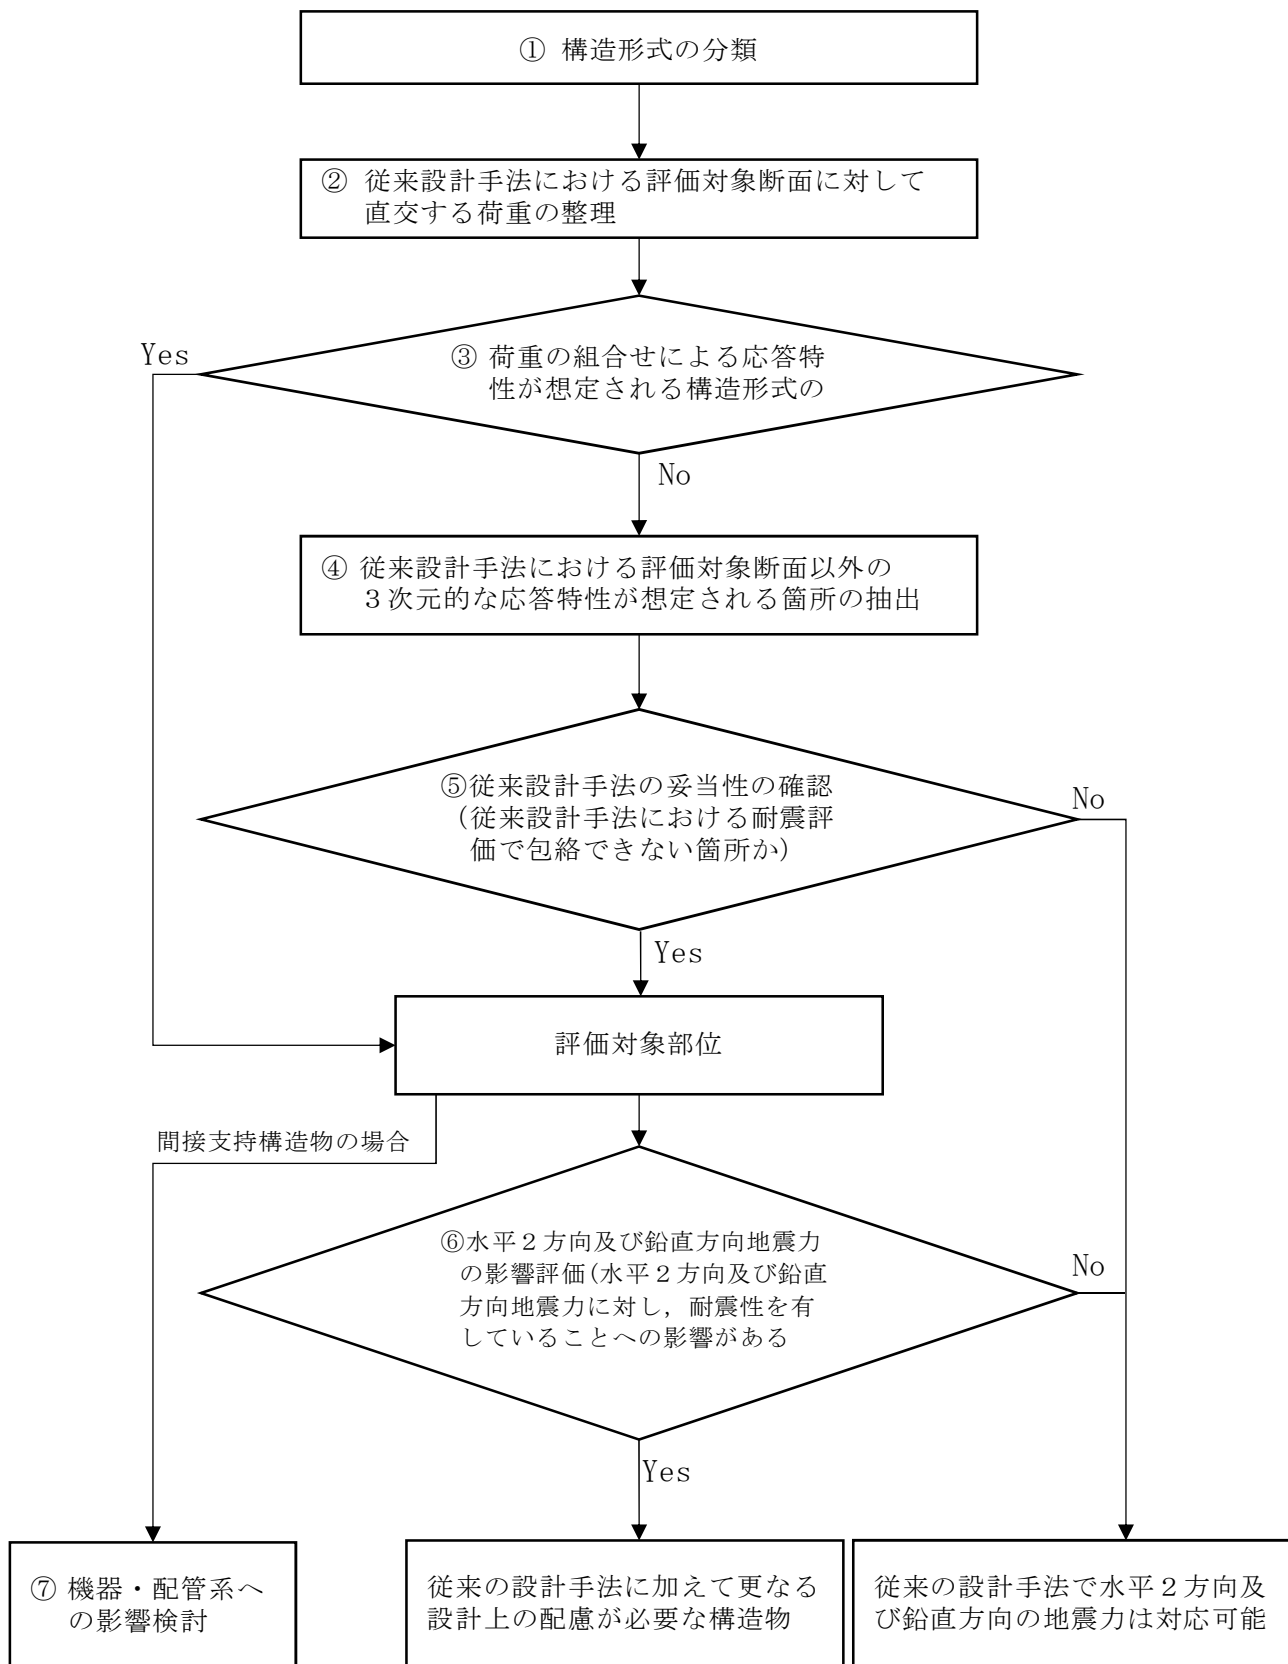 ① 構造形式の分類
② 従来設計手法における評価対象断面に対して
直交する荷重の整理
Yes
③ 荷重の組合せによる応答特
性が想定される構造形式の
No
④ 従来設計手法における評価対象断面以外の
３次元的な応答特性が想定される箇所の抽出
⑤従来設計手法の妥当性の確認
（従来設計手法における耐震評
価で包絡できない箇所か）
No
Yes
評価対象部位
間接支持構造物の場合
⑥水平２方向及び鉛直方向地震力
の影響評価(水平２方向及び鉛直
方向地震力に対し，耐震性を有
していることへの影響がある
No
Yes
⑦ 機器・配管系へ
の影響検討
従来の設計手法に加えて更なる
設計上の配慮が必要な構造物
従来の設計手法で水平２方向及
び鉛直方向の地震力は対応可能